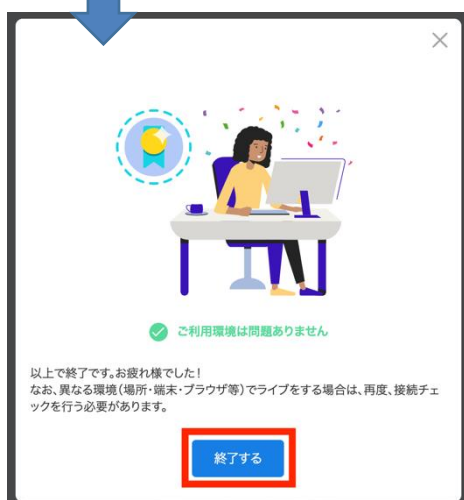 ご利用環境は問題ありません
以上で終了です。お疲れ様でした！
なお、異なる環境（場所・端末・ブラウザ等）でライブをする場合は、再度、接続チェ
ックを行う必要があります。
終了する